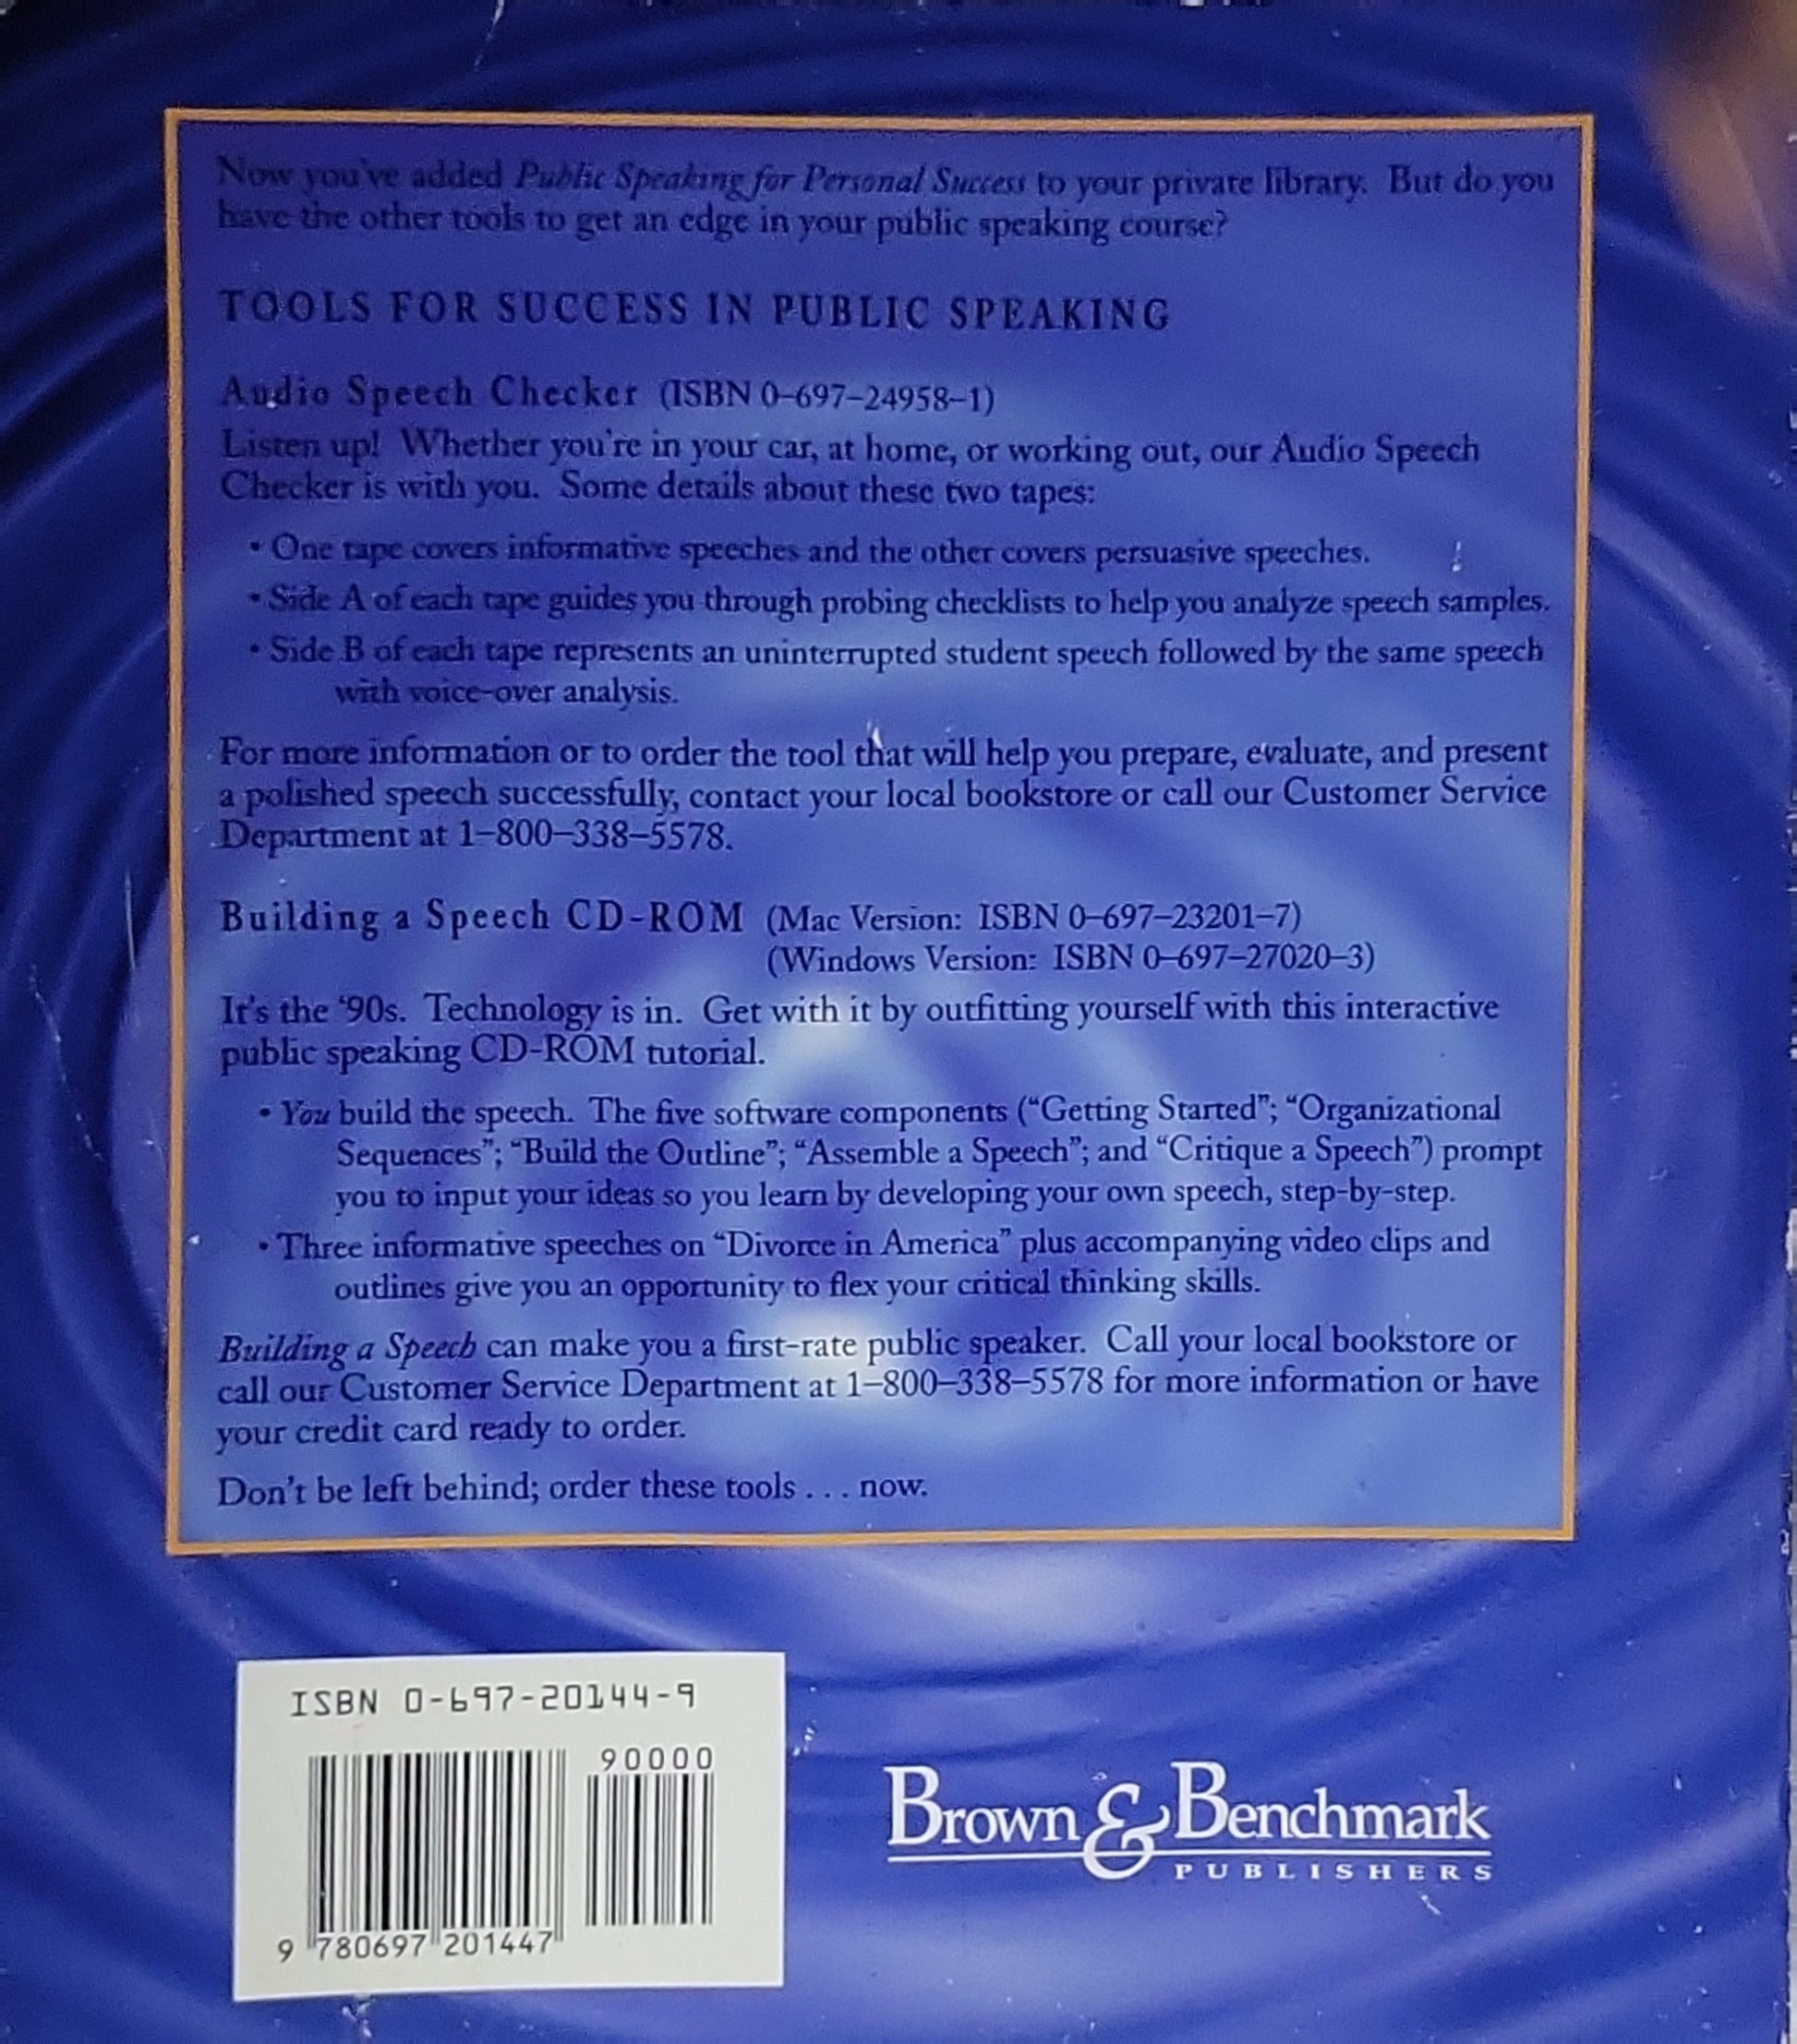 Now you've added Public Speaking for Personal Success to your private library. But do you
have the other tools to get an edge in your public speaking course?
TOOLS FOR SUCCESS IN PUBLIC SPEAKING
Audio Speech Checker (ISBN 0-697-24958-1)
Listen up! Whether you're in your car, at home, or working out, our Audio Speech
Checker is with you. Some details about these two tapes:
• One tape covers informative speeches and the other covers persuasive speeches.
• Side A of each tape guides you through probing checklists to help you analyze speech samples.
• Side B of each tape represents an uninterrupted student speech followed by the same speech
with voice-over analysis.
For more information or to order the tool that will help you prepare, evaluate, and present
a polished speech successfully, contact your local bookstore or call our Customer Service
Department at 1-800-338-5578.
Building a Speech CD-ROM (Mac Version: ISBN 0-697-23201-7)
(Windows Version: ISBN 0-697-27020-3)
It's the '90s. Technology is in. Get with it by outfitting yourself with this interactive
public speaking CD-ROM tutorial.
• You build the speech. The five software components ("Getting Started"; "Organizational
Sequences"; "Build the Outline"; "Assemble a Speech"; and "Critique a Speech") prompt
you to input your ideas so you learn by developing your own speech, step-by-step.
• Three informative speeches on "Divorce in America" plus accompanying video clips and
outlines give you an opportunity to flex your critical thinking skills.
Building a Speech can make you a first-rate public speaker. Call your local bookstore or
call our Customer Service Department at 1-800-338-5578 for more information or have
your credit card ready to order.
Don't be left behind; order these tools . . . now.
ISBN 0-697-20144-9
90000
9 780697 201447
Brown & Benchmark
PUBLISHERS